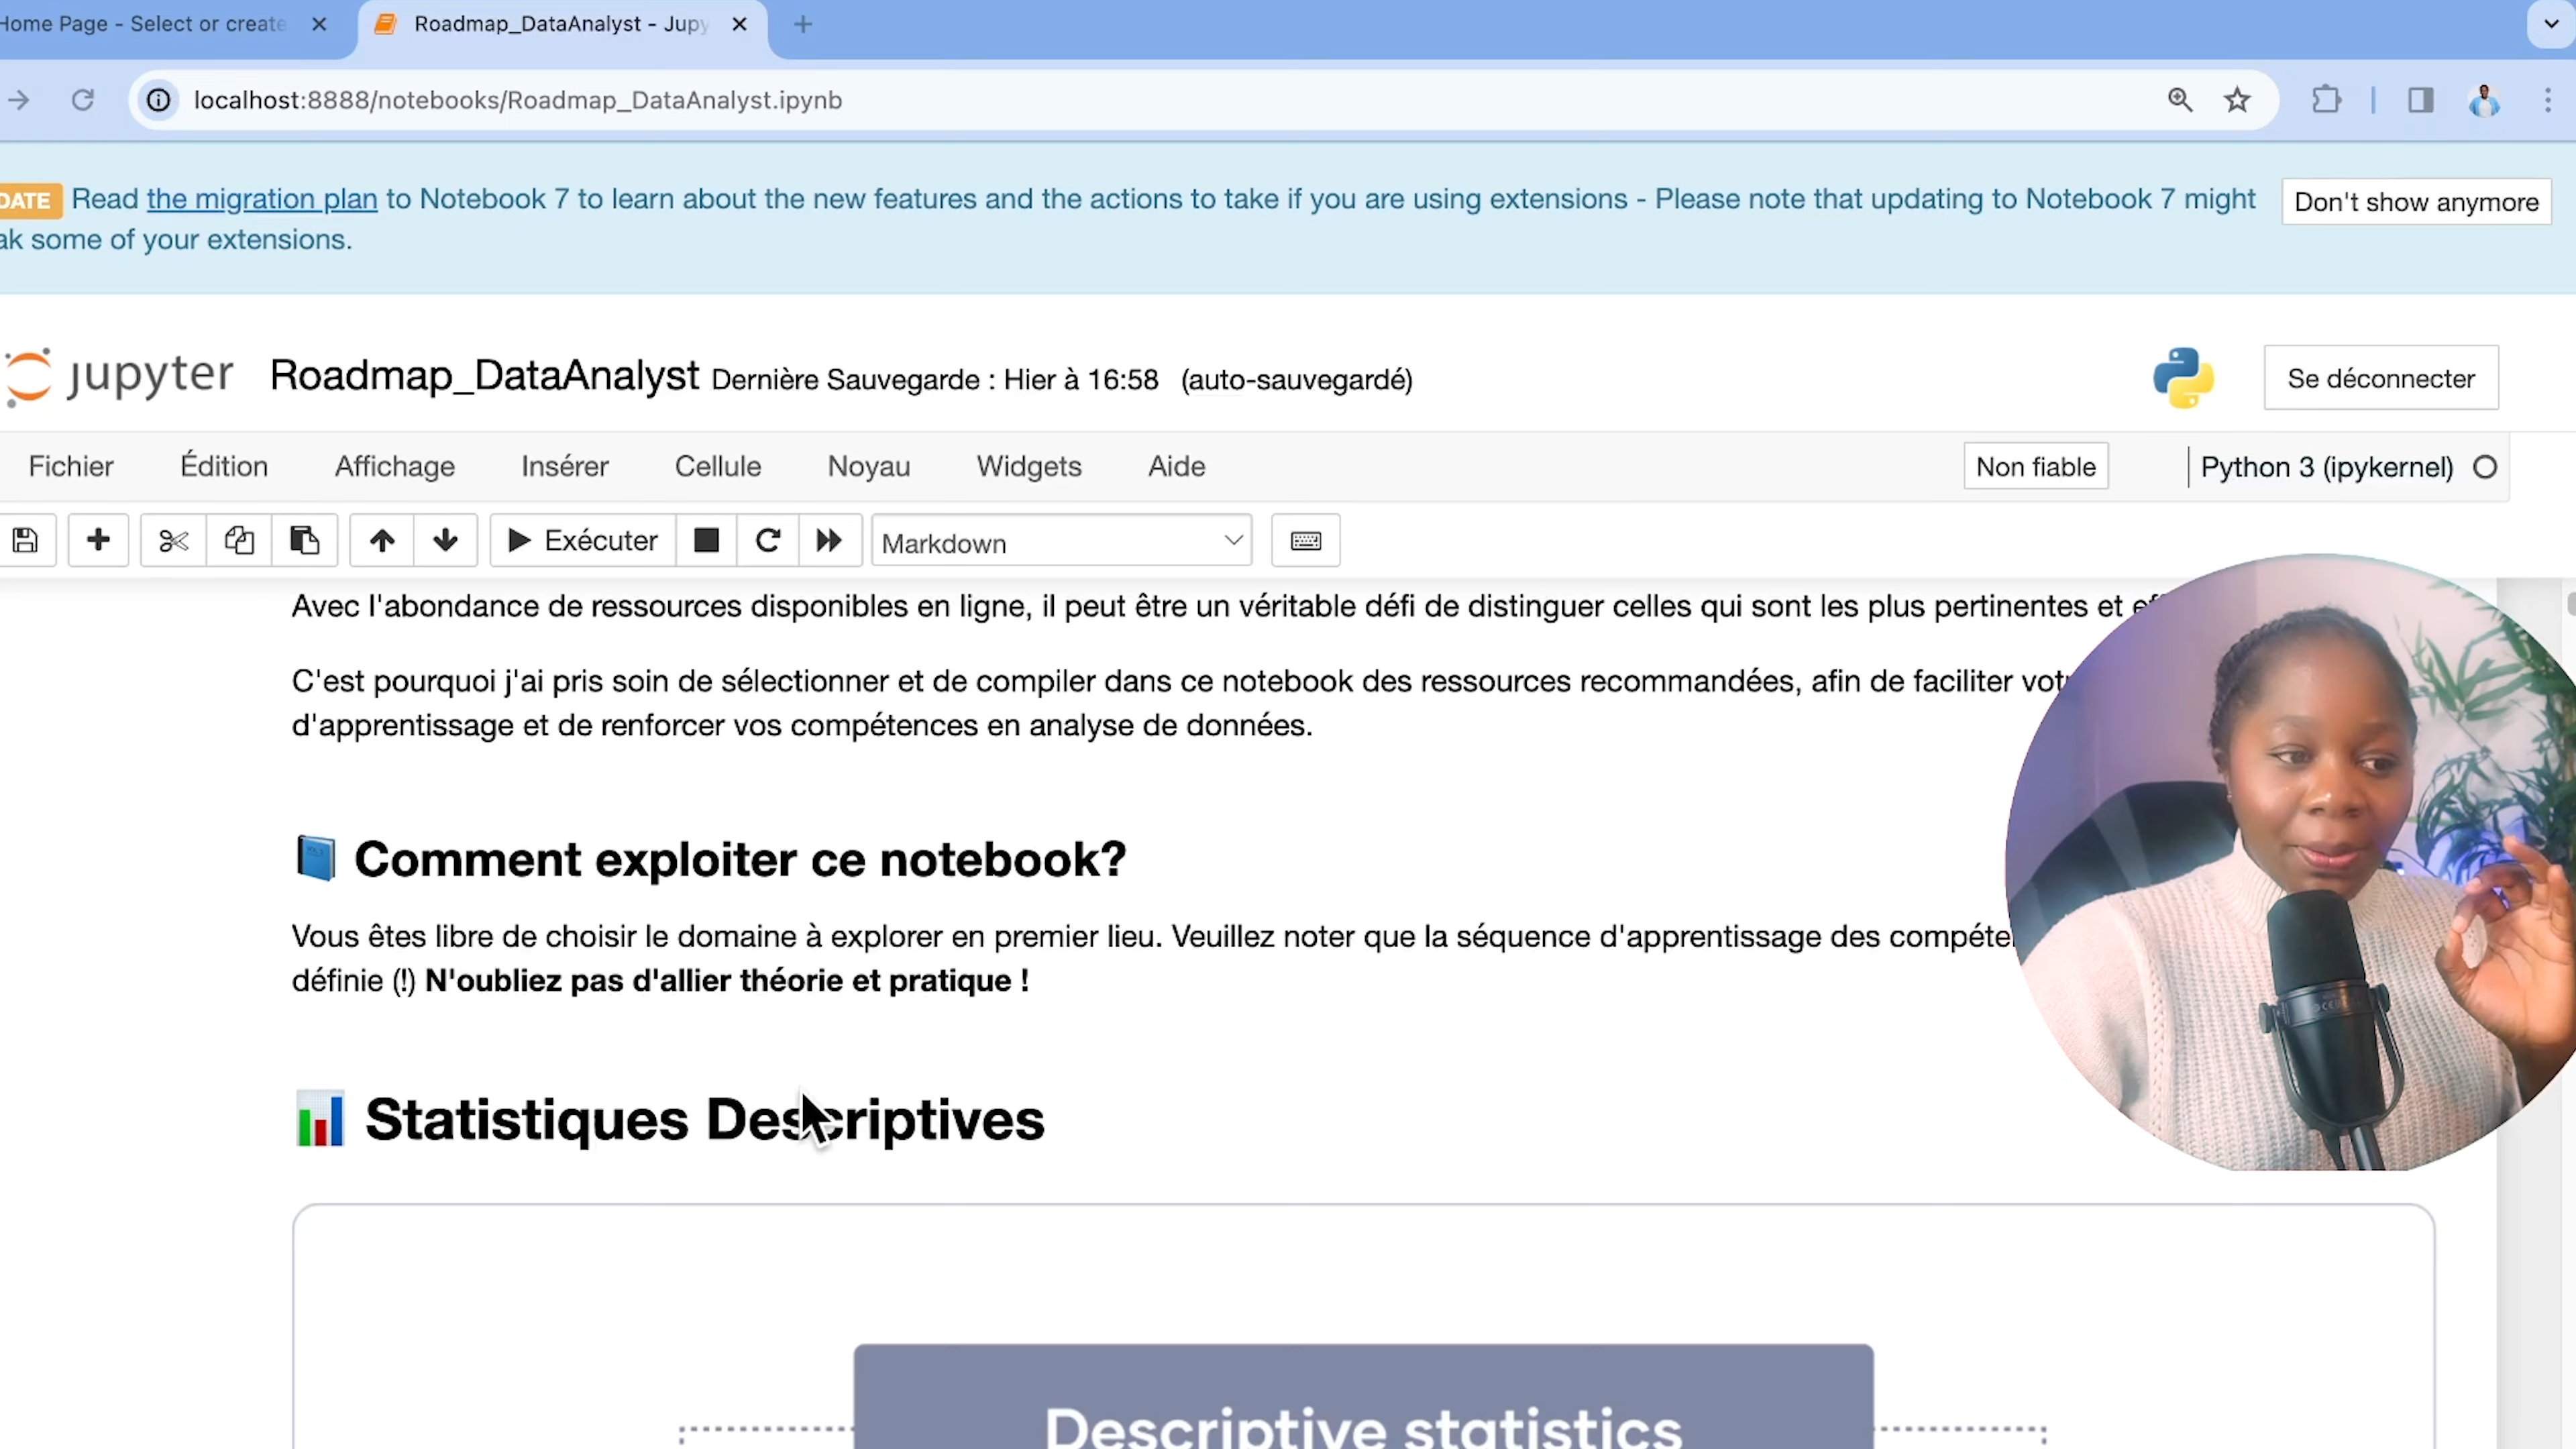 Home Page - Select or create
Roadmap_DataAnalyst - Jupy
localhost:8888/notebooks/Roadmap_DataAnalyst.ipynb
DATE Read the migration plan to Notebook 7 to learn about the new features and the actions to take if you are using extensions - Please note that updating to Notebook 7 might
ak some of your extensions.
Don't show anymore
jupyter Roadmap_DataAnalyst Dernière Sauvegarde : Hier à 16:58 (auto-sauvegardé)
Se déconnecter
Fichier Édition Affichage Insérer Cellule Noyau Widgets Aide
Non fiable Python 3 (ipykernel)
Exécuter Markdown
Avec l'abondance de ressources disponibles en ligne, il peut être un véritable défi de distinguer celles qui sont les plus pertinentes et
C'est pourquoi j'ai pris soin de sélectionner et de compiler dans ce notebook des ressources recommandées, afin de faciliter
d'apprentissage et de renforcer vos compétences en analyse de données.
Comment exploiter ce notebook?
Vous êtes libre de choisir le domaine à explorer en premier lieu. Veuillez noter que la séquence d'apprentissage des
définie (!) N'oubliez pas d'allier théorie et pratique !
Statistiques Descriptives
Descriptive statistics